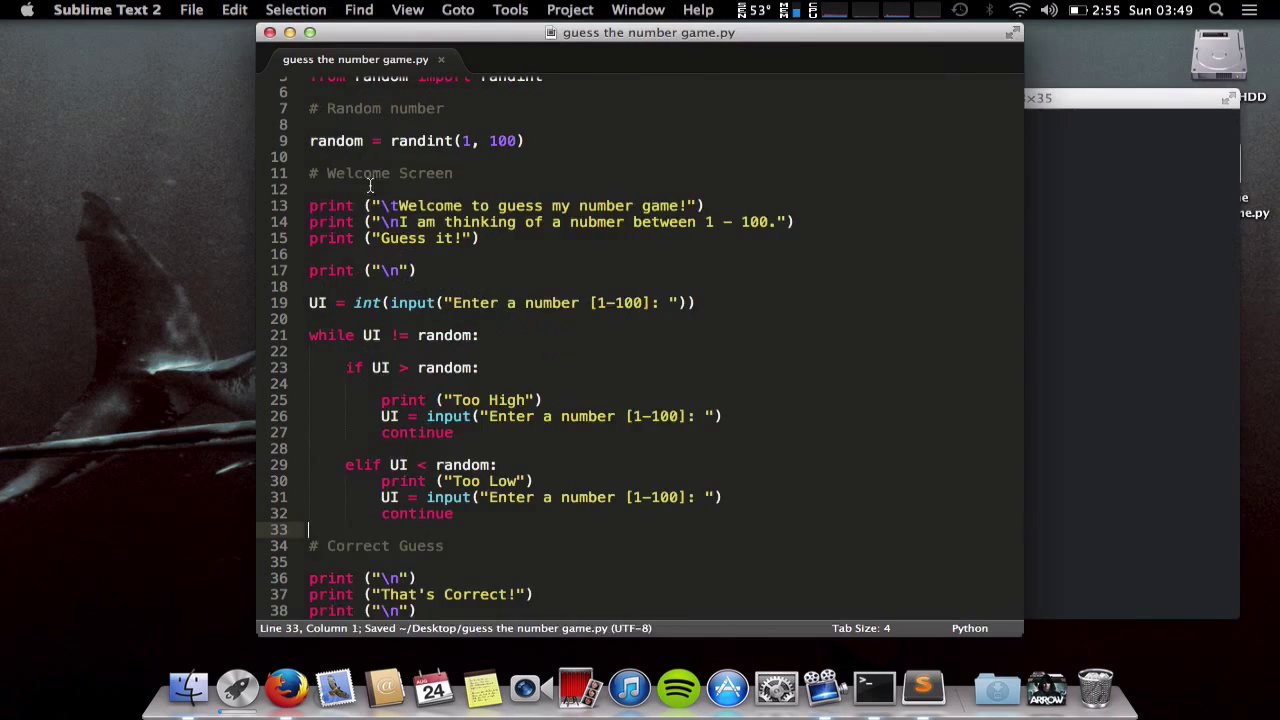 Sublime Text 2 File Edit Selection Find View Goto Tools Project Window Help 53° 2:55 Sun 03:49
guess the number game.py
guess the number game.py ×
5 from random import randint
6
7 # Random number
8
9 random = randint(1, 100)
10
11 # Welcome Screen
12
13 print ("\tWelcome to guess my number game!")
14 print ("\nI am thinking of a nubmer between 1 - 100.")
15 print ("Guess it!")
16
17 print ("\n")
18
19 UI = int(input("Enter a number [1-100]: "))
20
21 while UI != random:
22
23 if UI > random:
24
25 print ("Too High")
26 UI = input("Enter a number [1-100]: ")
27 continue
28
29 elif UI < random:
30 print ("Too Low")
31 UI = input("Enter a number [1-100]: ")
32 continue
33
34 # Correct Guess
35
36 print ("\n")
37 print ("That's Correct!")
38 print ("\n")
Line 33, Column 1; Saved ~/Desktop/guess the number game.py (UTF-8) Tab Size: 4 Python
×35
HDD
me
e.py
AUG
24
ARROW